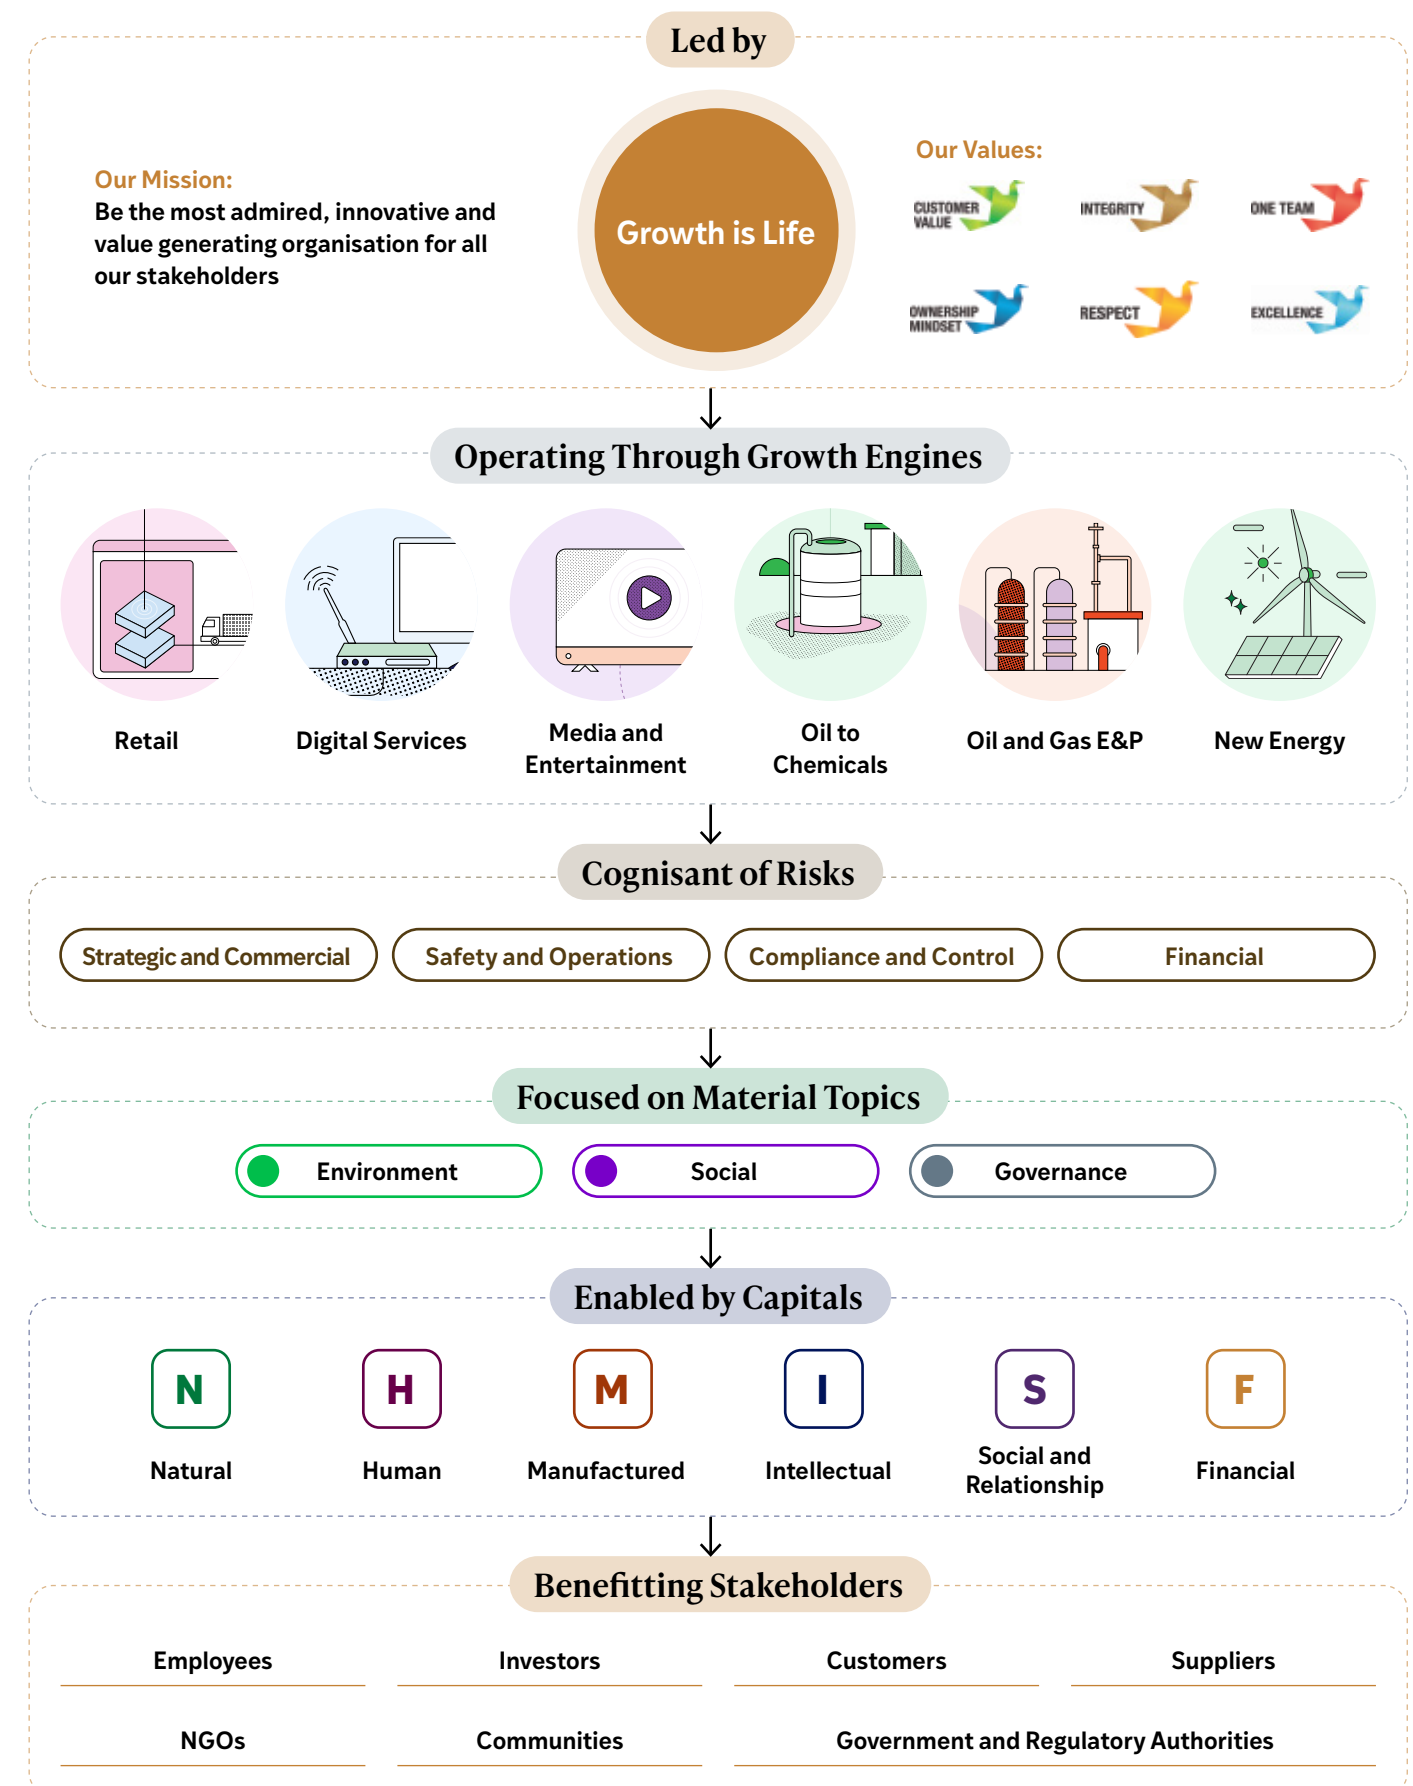 Led by
Our Mission:
Be the most admired, innovative and
value generating organisation for all
our stakeholders
Growth is Life
Our Values:
CUSTOMER
VALUE
INTEGRITY
ONE TEAM
OWNERSHIP
MINDSET
RESPECT
EXCELLENCE
Operating Through Growth Engines
Retail
Digital Services
Media and
Entertainment
Oil to
Chemicals
Oil and Gas E&P
New Energy
Cognisant of Risks
Strategic and Commercial
Safety and Operations
Compliance and Control
Financial
Focused on Material Topics
Environment
Social
Governance
Enabled by Capitals
N
Natural
H
Human
M
Manufactured
I
Intellectual
S
Social and
Relationship
F
Financial
Benefitting Stakeholders
Employees
Investors
Customers
Suppliers
NGOs
Communities
Government and Regulatory Authorities